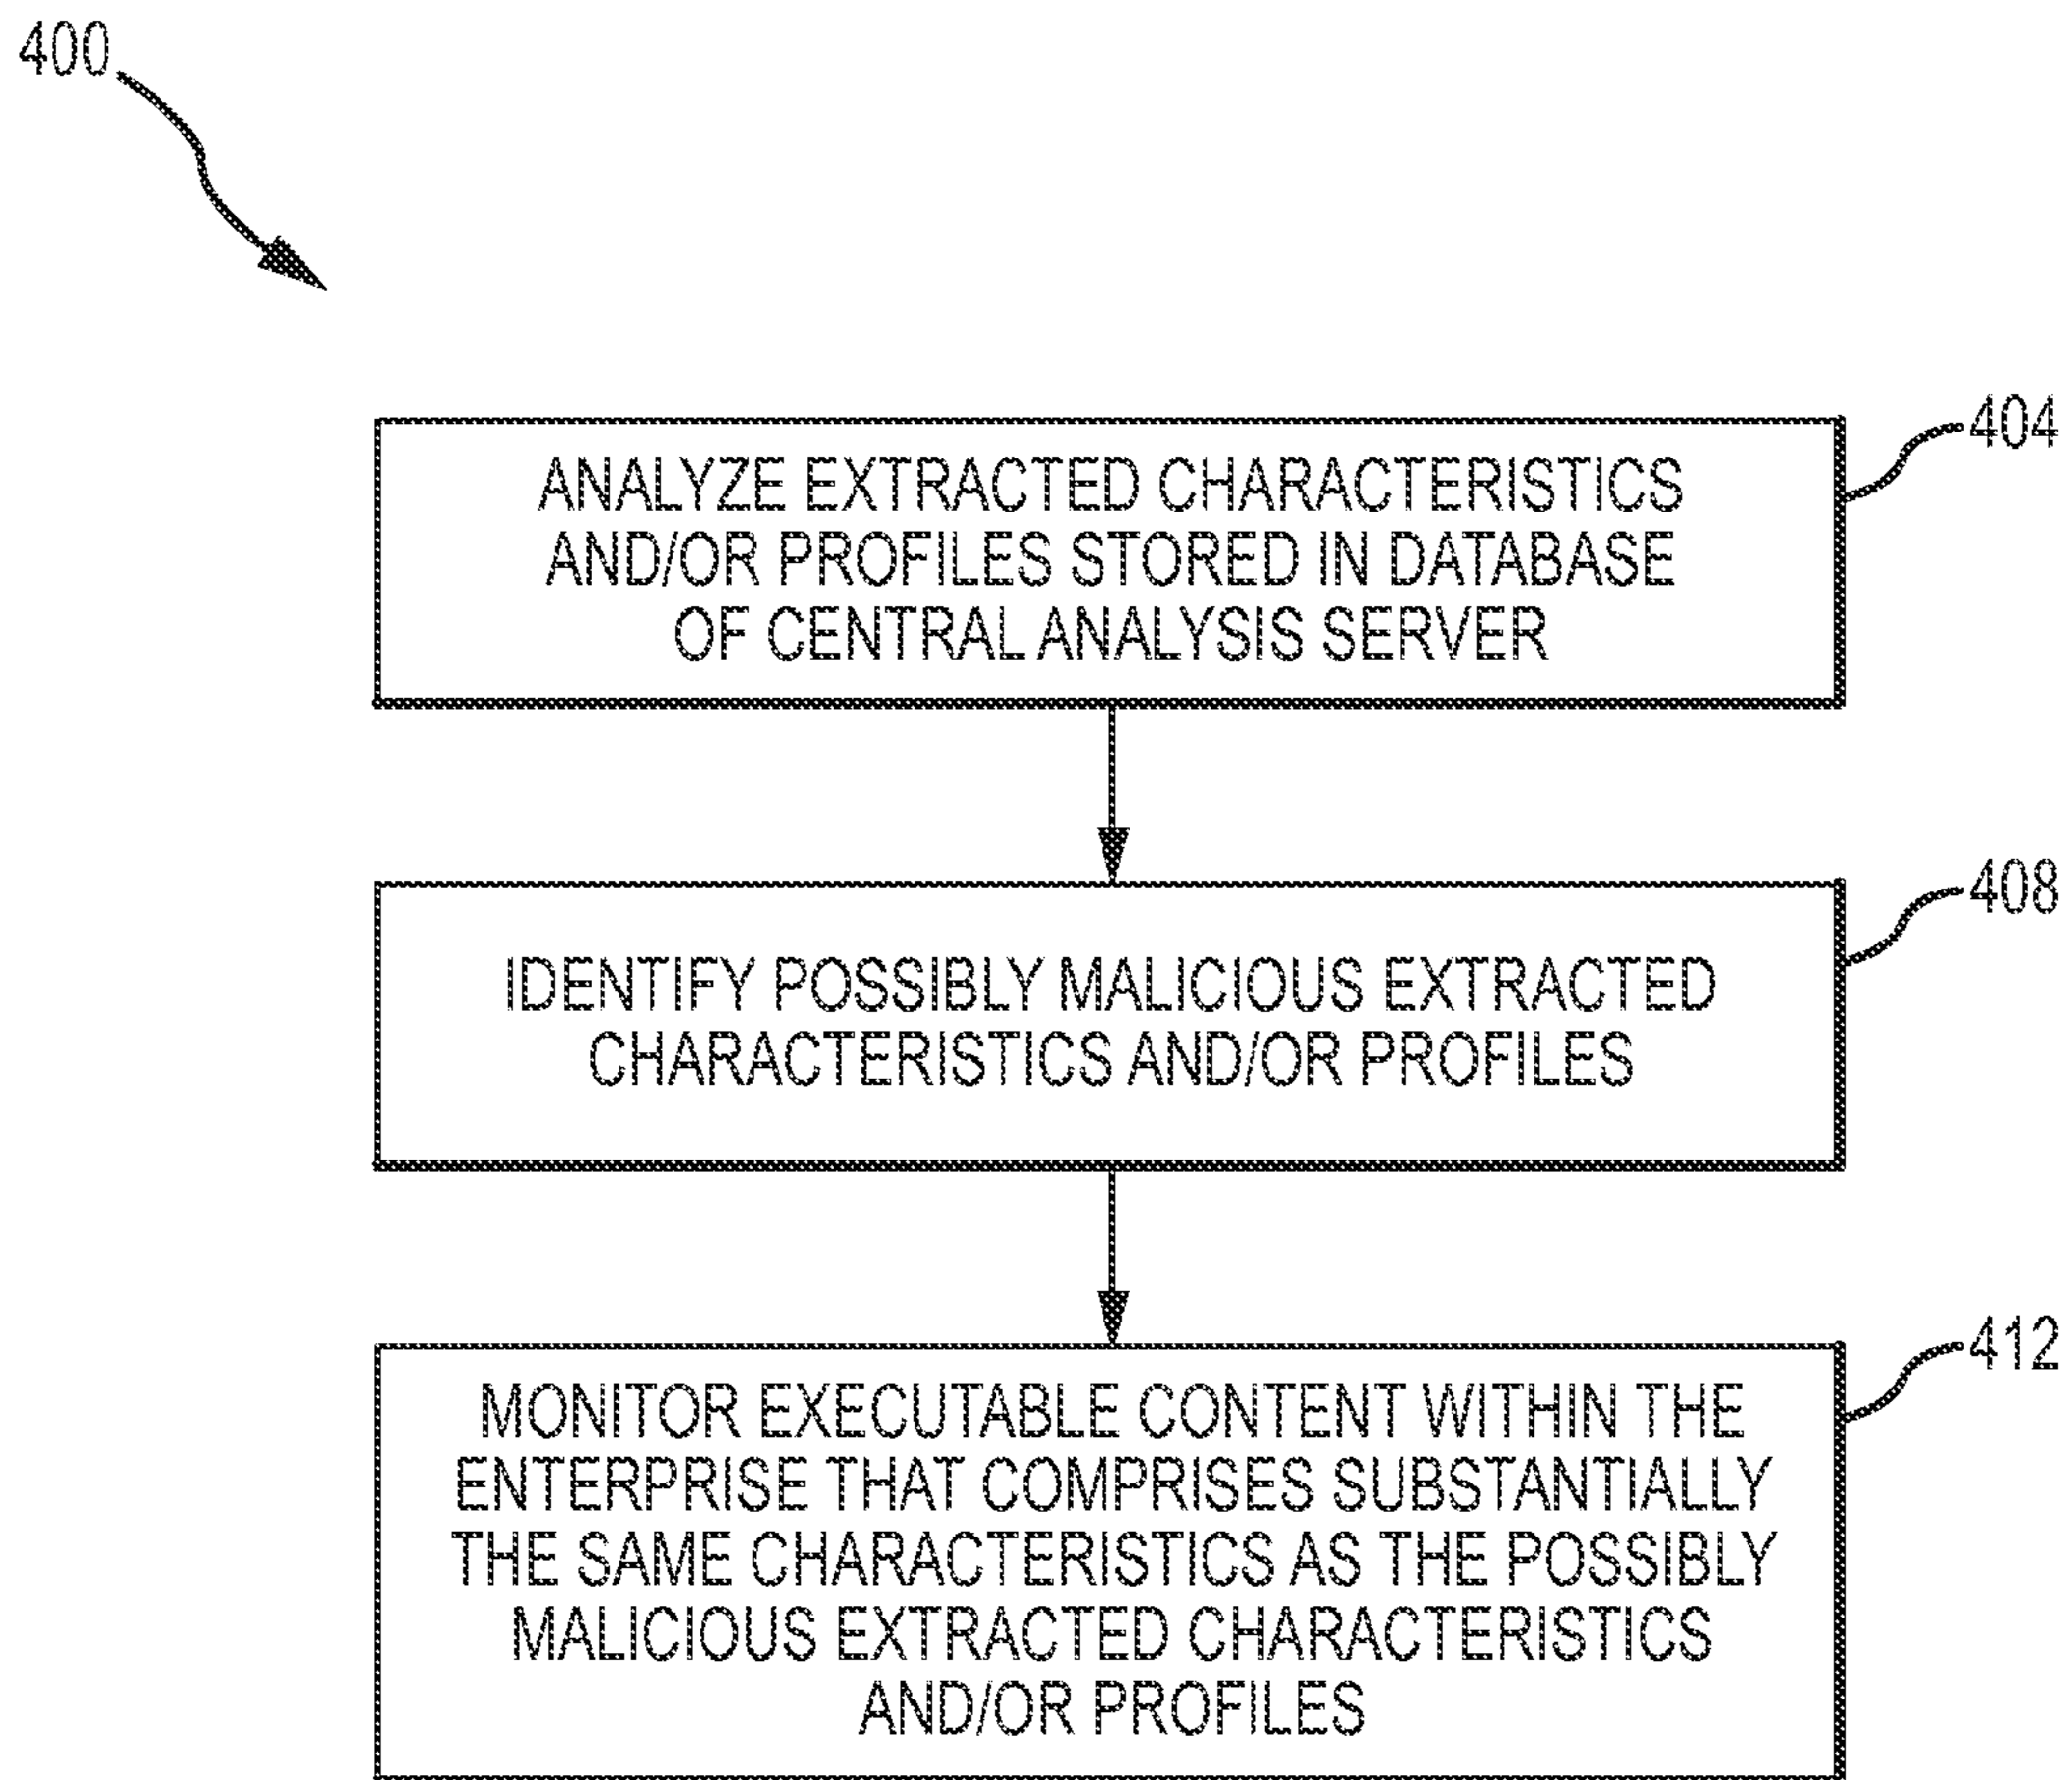 400
404
ANALYZE EXTRACTED CHARACTERISTICS
AND/OR PROFILES STORED IN DATABASE
OF CENTRAL ANALYSIS SERVER
408
IDENTIFY POSSIBLY MALICIOUS EXTRACTED
CHARACTERISTICS AND/OR PROFILES
412
MONITOR EXECUTABLE CONTENT WITHIN THE
ENTERPRISE THAT COMPRISES SUBSTANTIALLY
THE SAME CHARACTERISTICS AS THE POSSIBLY
MALICIOUS EXTRACTED CHARACTERISTICS
AND/OR PROFILES